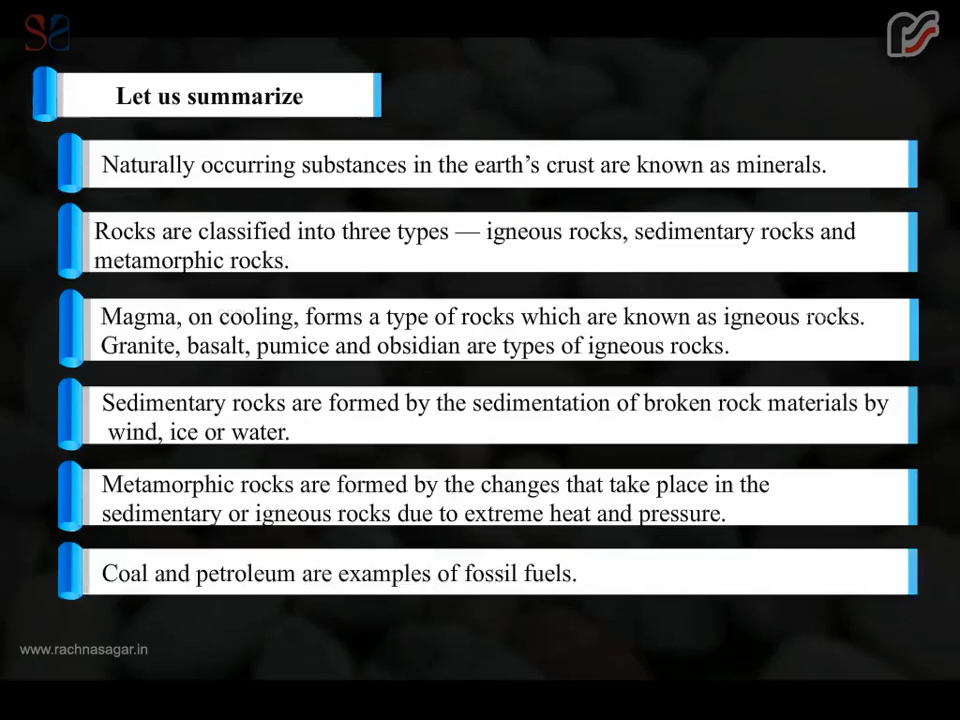 Let us summarize
Naturally occurring substances in the earth’s crust are known as minerals.
Rocks are classified into three types — igneous rocks, sedimentary rocks and
metamorphic rocks.
Magma, on cooling, forms a type of rocks which are known as igneous rocks.
Granite, basalt, pumice and obsidian are types of igneous rocks.
Sedimentary rocks are formed by the sedimentation of broken rock materials by
wind, ice or water.
Metamorphic rocks are formed by the changes that take place in the
sedimentary or igneous rocks due to extreme heat and pressure.
Coal and petroleum are examples of fossil fuels.
www.rachnasagar.in